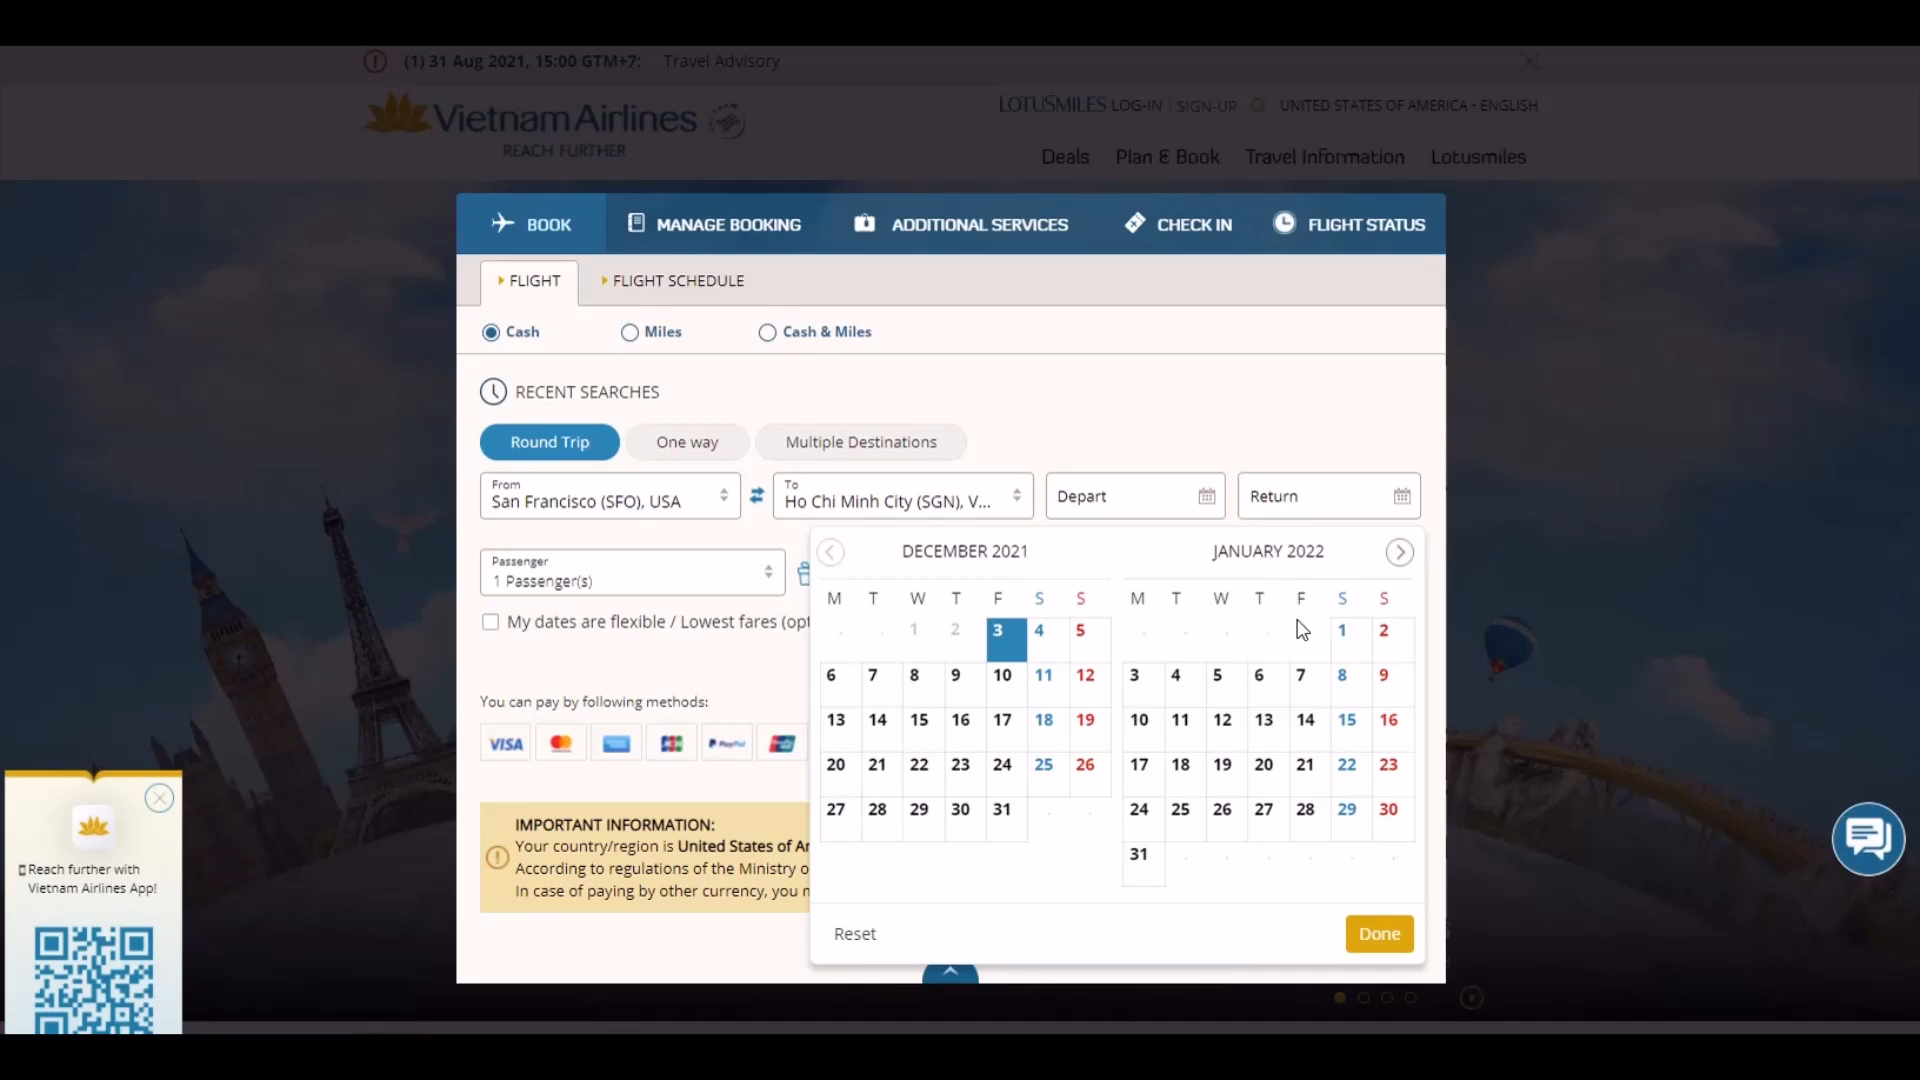 (1) 31 Aug 2021, 15:00 GTM+7: Travel Advisory
LOTUSMILES LOG-IN | SIGN-UP UNITED STATES OF AMERICA - ENGLISH
Vietnam Airlines
REACH FURTHER
Deals Plan & Book Travel Information Lotusmiles
BOOK MANAGE BOOKING ADDITIONAL SERVICES CHECK IN FLIGHT STATUS
FLIGHT FLIGHT SCHEDULE
Cash Miles Cash & Miles
RECENT SEARCHES
Round Trip One way Multiple Destinations
From
San Francisco (SFO), USA
To
Ho Chi Minh City (SGN), V...
Depart
Return
Passenger
1 Passenger(s)
My dates are flexible / Lowest fares (opt
You can pay by following methods:
VISA PayPal
IMPORTANT INFORMATION:
Your country/region is United States of Am
According to regulations of the Ministry o
In case of paying by other currency, you m
DECEMBER 2021
M T W T F S S
1 2 3 4 5
6 7 8 9 10 11 12
13 14 15 16 17 18 19
20 21 22 23 24 25 26
27 28 29 30 31
JANUARY 2022
M T W T F S S
1 2
3 4 5 6 7 8 9
10 11 12 13 14 15 16
17 18 19 20 21 22 23
24 25 26 27 28 29 30
31
Reset Done
Reach further with
Vietnam Airlines App!